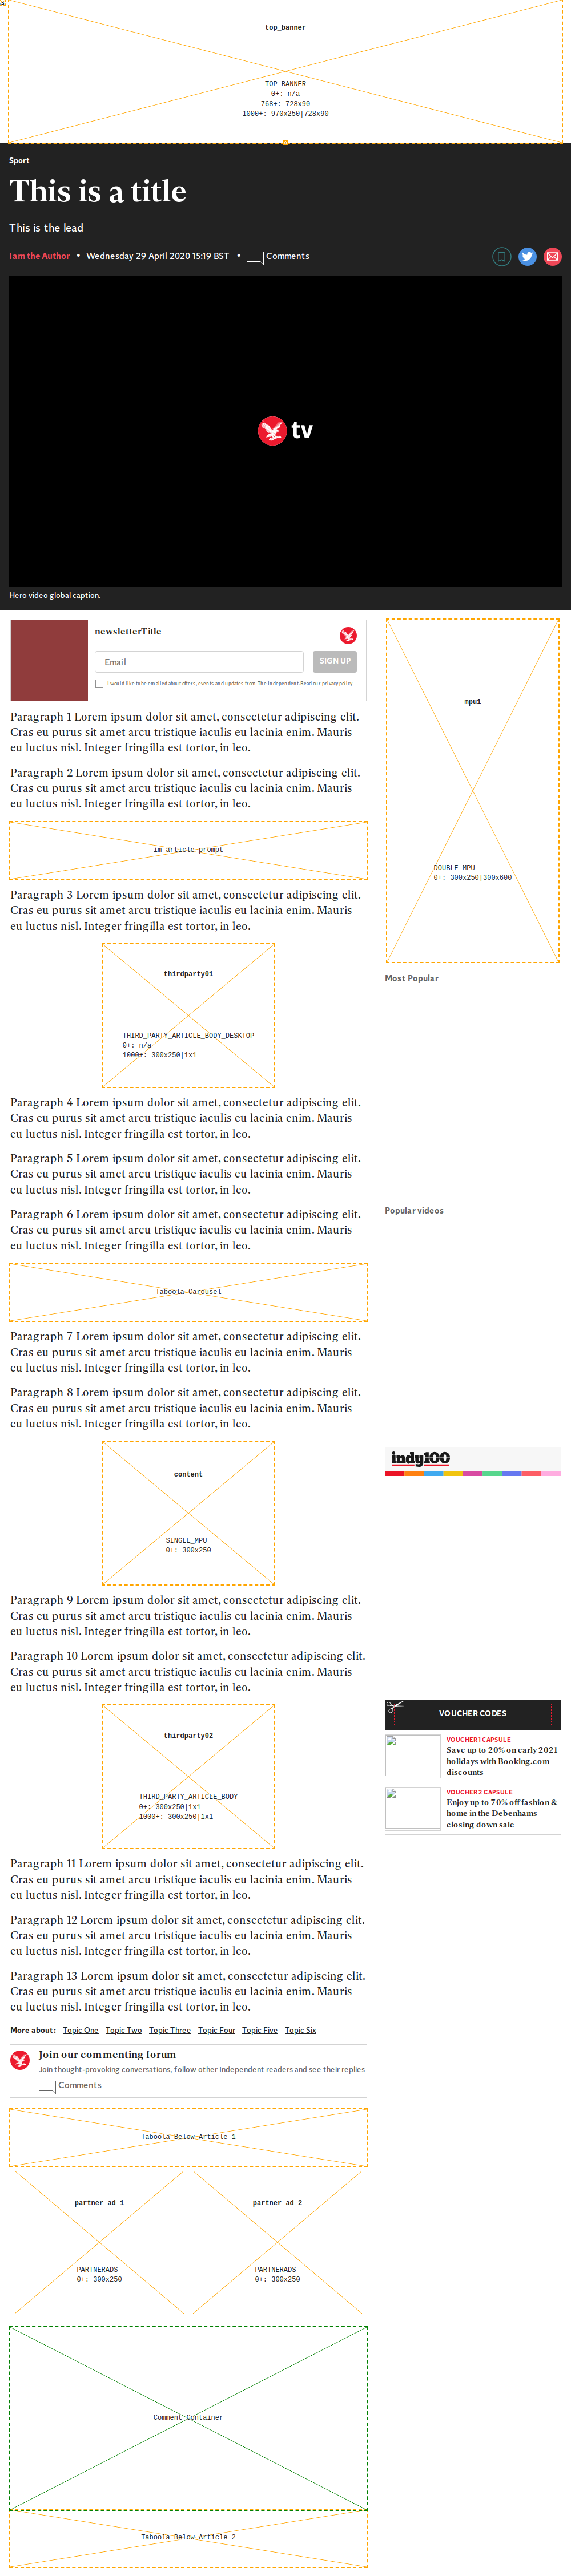 top_banner
TOP_BANNER
0+: n/a
768+: 728x90
1000+: 970x250|728x90
Sport
This is a title
This is the lead
I am the Author • Wednesday 29 April 2020 15:19 BST • Comments
tv
Hero video global caption.
newsletterTitle
Email
SIGN UP
I would like to be emailed about offers, events and updates from The Independent. Read our privacy policy
Paragraph 1 Lorem ipsum dolor sit amet, consectetur adipiscing elit.
Cras eu purus sit amet arcu tristique iaculis eu lacinia enim. Mauris
eu luctus nisl. Integer fringilla est tortor, in leo.
Paragraph 2 Lorem ipsum dolor sit amet, consectetur adipiscing elit.
Cras eu purus sit amet arcu tristique iaculis eu lacinia enim. Mauris
eu luctus nisl. Integer fringilla est tortor, in leo.
im article prompt
Paragraph 3 Lorem ipsum dolor sit amet, consectetur adipiscing elit.
Cras eu purus sit amet arcu tristique iaculis eu lacinia enim. Mauris
eu luctus nisl. Integer fringilla est tortor, in leo.
thirdparty01
THIRD_PARTY_ARTICLE_BODY_DESKTOP
0+: n/a
1000+: 300x250|1x1
Paragraph 4 Lorem ipsum dolor sit amet, consectetur adipiscing elit.
Cras eu purus sit amet arcu tristique iaculis eu lacinia enim. Mauris
eu luctus nisl. Integer fringilla est tortor, in leo.
Paragraph 5 Lorem ipsum dolor sit amet, consectetur adipiscing elit.
Cras eu purus sit amet arcu tristique iaculis eu lacinia enim. Mauris
eu luctus nisl. Integer fringilla est tortor, in leo.
Paragraph 6 Lorem ipsum dolor sit amet, consectetur adipiscing elit.
Cras eu purus sit amet arcu tristique iaculis eu lacinia enim. Mauris
eu luctus nisl. Integer fringilla est tortor, in leo.
Taboola Carousel
Paragraph 7 Lorem ipsum dolor sit amet, consectetur adipiscing elit.
Cras eu purus sit amet arcu tristique iaculis eu lacinia enim. Mauris
eu luctus nisl. Integer fringilla est tortor, in leo.
Paragraph 8 Lorem ipsum dolor sit amet, consectetur adipiscing elit.
Cras eu purus sit amet arcu tristique iaculis eu lacinia enim. Mauris
eu luctus nisl. Integer fringilla est tortor, in leo.
content
SINGLE_MPU
0+: 300x250
Paragraph 9 Lorem ipsum dolor sit amet, consectetur adipiscing elit.
Cras eu purus sit amet arcu tristique iaculis eu lacinia enim. Mauris
eu luctus nisl. Integer fringilla est tortor, in leo.
Paragraph 10 Lorem ipsum dolor sit amet, consectetur adipiscing elit.
Cras eu purus sit amet arcu tristique iaculis eu lacinia enim. Mauris
eu luctus nisl. Integer fringilla est tortor, in leo.
thirdparty02
THIRD_PARTY_ARTICLE_BODY
0+: 300x250|1x1
1000+: 300x250|1x1
Paragraph 11 Lorem ipsum dolor sit amet, consectetur adipiscing elit.
Cras eu purus sit amet arcu tristique iaculis eu lacinia enim. Mauris
eu luctus nisl. Integer fringilla est tortor, in leo.
Paragraph 12 Lorem ipsum dolor sit amet, consectetur adipiscing elit.
Cras eu purus sit amet arcu tristique iaculis eu lacinia enim. Mauris
eu luctus nisl. Integer fringilla est tortor, in leo.
Paragraph 13 Lorem ipsum dolor sit amet, consectetur adipiscing elit.
Cras eu purus sit amet arcu tristique iaculis eu lacinia enim. Mauris
eu luctus nisl. Integer fringilla est tortor, in leo.
More about: Topic One Topic Two Topic Three Topic Four Topic Five Topic Six
Join our commenting forum
Join thought-provoking conversations, follow other Independent readers and see their replies
Comments
Taboola Below Article 1
partner_ad_1
PARTNERADS
0+: 300x250
partner_ad_2
PARTNERADS
0+: 300x250
Comment Container
Taboola Below Article 2
mpu1
DOUBLE_MPU
0+: 300x250|300x600
Most Popular
Popular videos
indy100
VOUCHER CODES
VOUCHER 1 CAPSULE
Save up to 20% on early 2021
holidays with Booking.com
discounts
VOUCHER 2 CAPSULE
Enjoy up to 70% off fashion &
home in the Debenhams
closing down sale